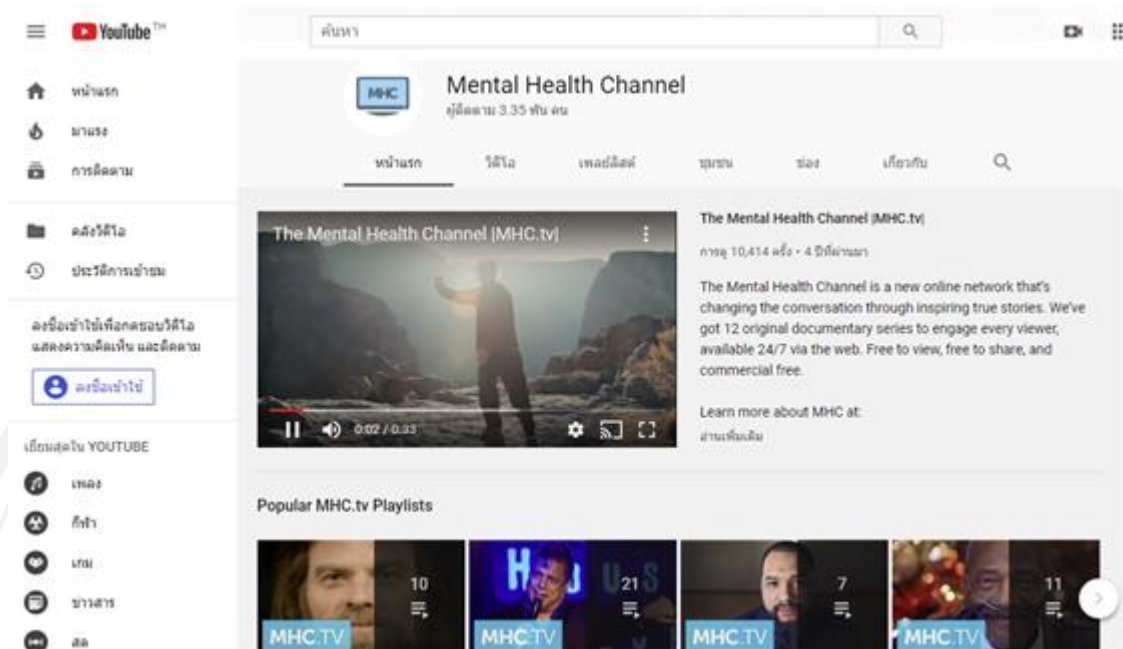 YouTube TH
ค้นหา
หน้าแรก
มาแรง
การติดตาม
คลังวิดีโอ
ประวัติการเข้าชม
ลงชื่อเข้าใช้เพื่อกดชอบวิดีโอ
แสดงความคิดเห็น และติดตาม
ลงชื่อเข้าใช้
เยี่ยมสุดใน YOUTUBE
เพลง
กีฬา
เกม
ข่าวสาร
สด
MHC
Mental Health Channel
ผู้ติดตาม 3.35 พัน คน
หน้าแรก วิดีโอ เพลย์ลิสต์ ชุมชน ช่อง เกี่ยวกับ
The Mental Health Channel |MHC.tv|
0:02 / 0:33
The Mental Health Channel |MHC.tv|
การดู 10,414 ครั้ง • 4 ปีที่ผ่านมา
The Mental Health Channel is a new online network that's
changing the conversation through inspiring true stories. We've
got 12 original documentary series to engage every viewer,
available 24/7 via the web. Free to view, free to share, and
commercial free.
Learn more about MHC at:
อ่านเพิ่มเติม
Popular MHC.tv Playlists
10
MHC.TV
21
MHC.TV
7
MHC.TV
11
MHC.TV